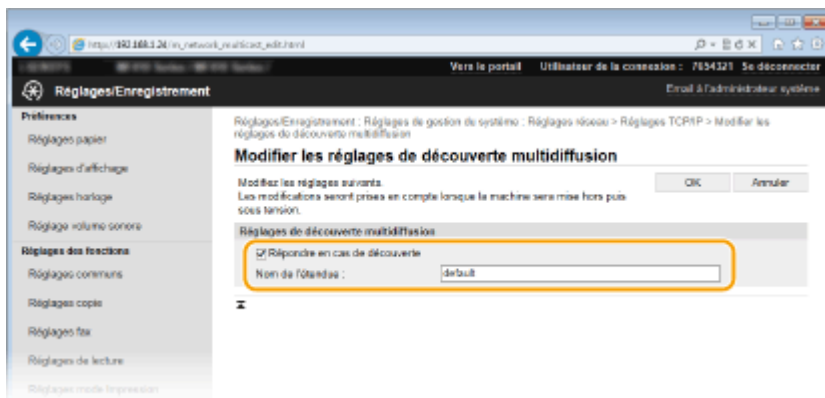 http://192.168.1.24/m_network_multicast_edit.html
Vers le portail Utilisateur de la connexion : 7654321 Se déconnecter
Réglages/Enregistrement
Email à l'administrateur système
Préférences
Réglages papier
Réglages d'affichage
Réglages horloge
Réglage volume sonore
Réglages des fonctions
Réglages communs
Réglages copie
Réglages fax
Réglages de lecture
Réglages mode Impression
Réglages/Enregistrement : Réglages de gestion de système : Réglages réseau > Réglages TCP/IP > Modifier les
réglages de découverte multidiffusion
Modifier les réglages de découverte multidiffusion
Modifiez les réglages suivants.
Les modifications seront prises en compte lorsque la machine sera mise hors puis
sous tension.
OK Annuler
Réglages de découverte multidiffusion
Répondre en cas de découverte
Nom de l'étendue : default